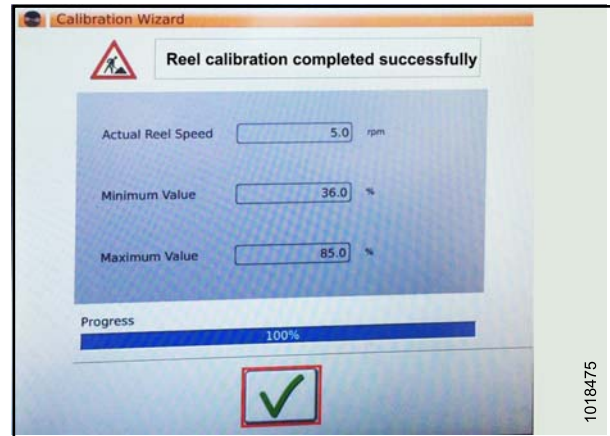 Calibration Wizard
Reel calibration completed successfully
Actual Reel Speed 5.0 rpm
Minimum Value 36.0 %
Maximum Value 85.0 %
Progress
100%
1018475